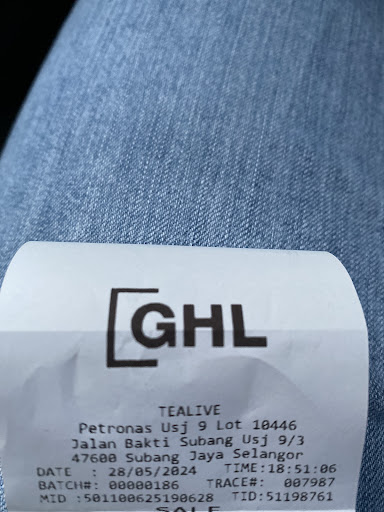 GHL
TEALIVE
Petronas Usj 9 Lot 10446
Jalan Bakti Subang Usj 9/3
47600 Subang Jaya Selangor
DATE : 28/05/2024 TIME:18:51:06
BATCH#: 00000186 TRACE#: 007987
MID :501100625190628 TID:51198761
SALE